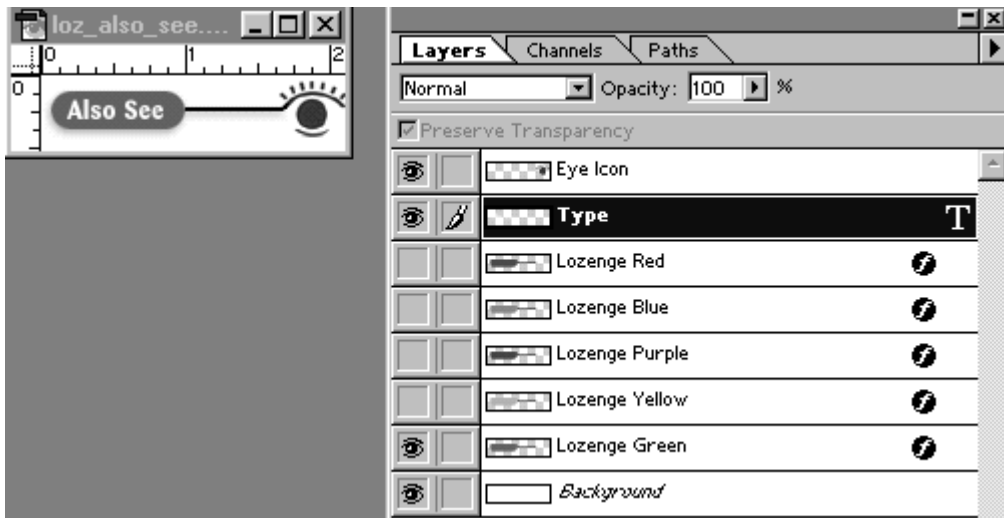 loz_also_see....
0 1 2
0
Also See
Layers Channels Paths
Normal Opacity: 100 %
Preserve Transparency
Eye Icon
Type T
Lozenge Red
Lozenge Blue
Lozenge Purple
Lozenge Yellow
Lozenge Green
Background